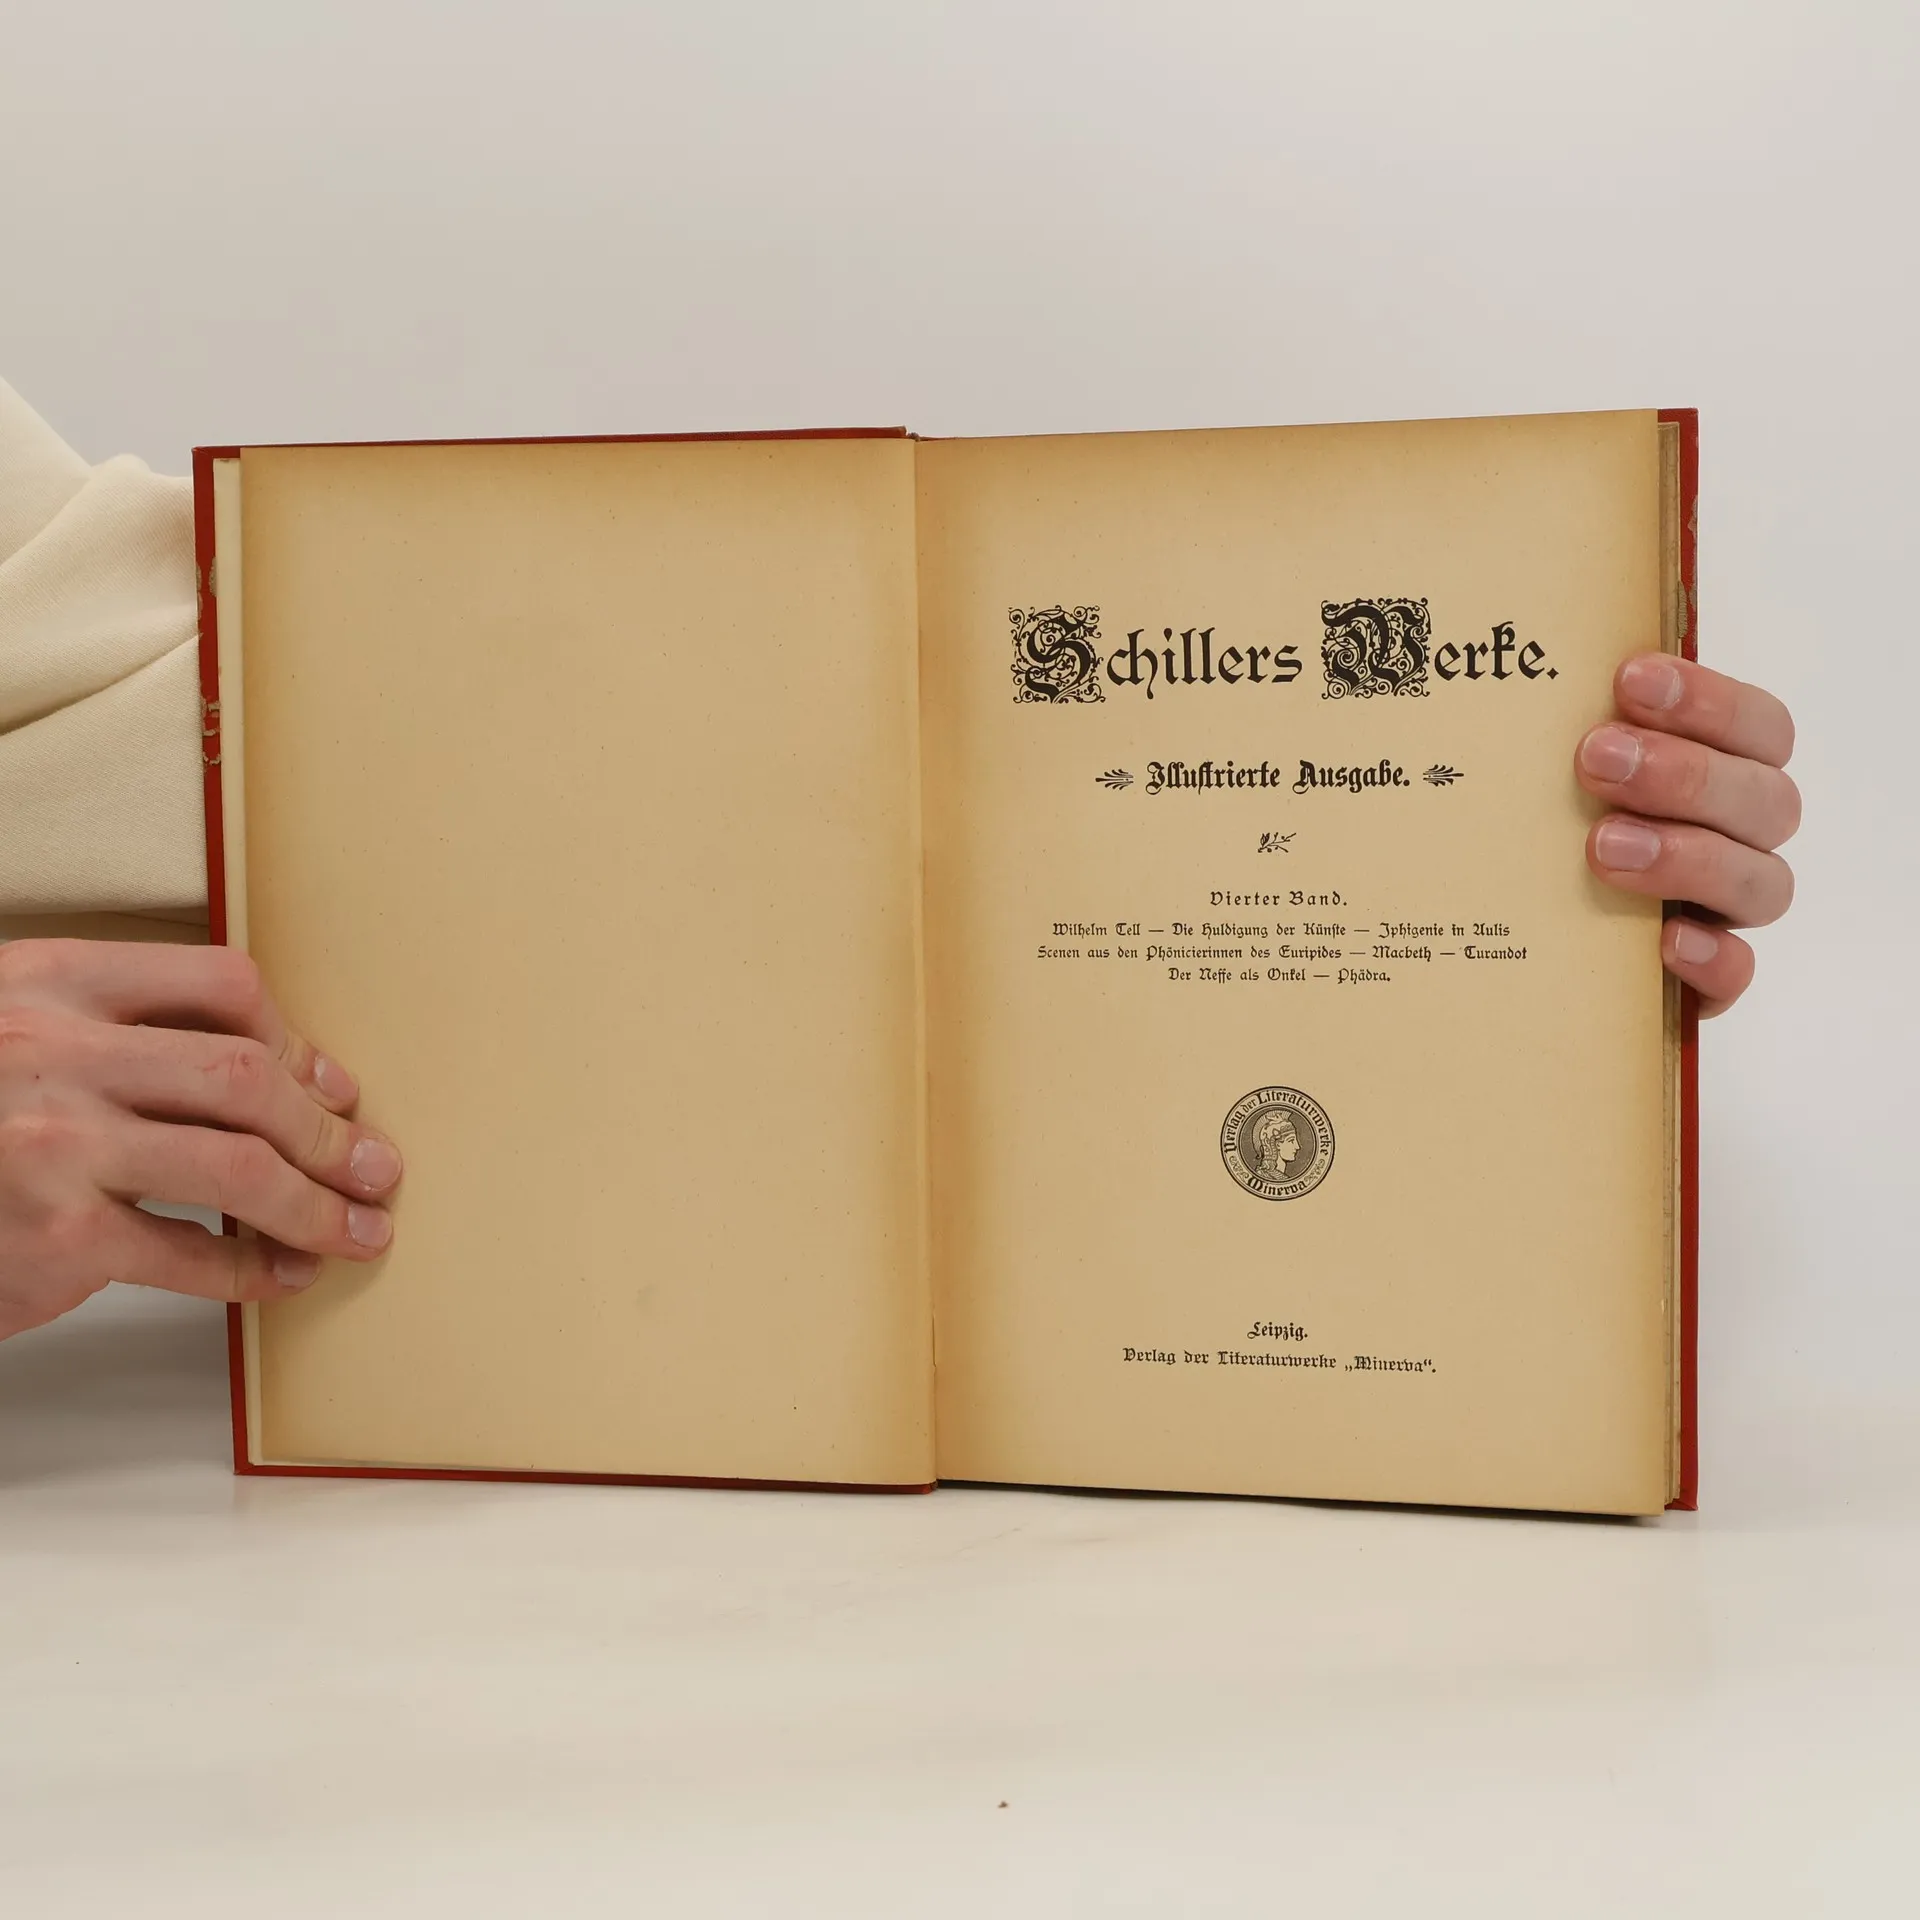 Schillers Werke.
Illustrierte Ausgabe.
Vierter Band.
Wilhelm Tell — Die Huldigung der Künste — Iphigenie in Aulis
Scenen aus den Phönicierinnen des Euripides — Macbeth — Turandot
Der Neffe als Onkel — Phädra.
Verlag der Literaturwerke
Minerva
Leipzig.
Verlag der Literaturwerke „Minerva“.